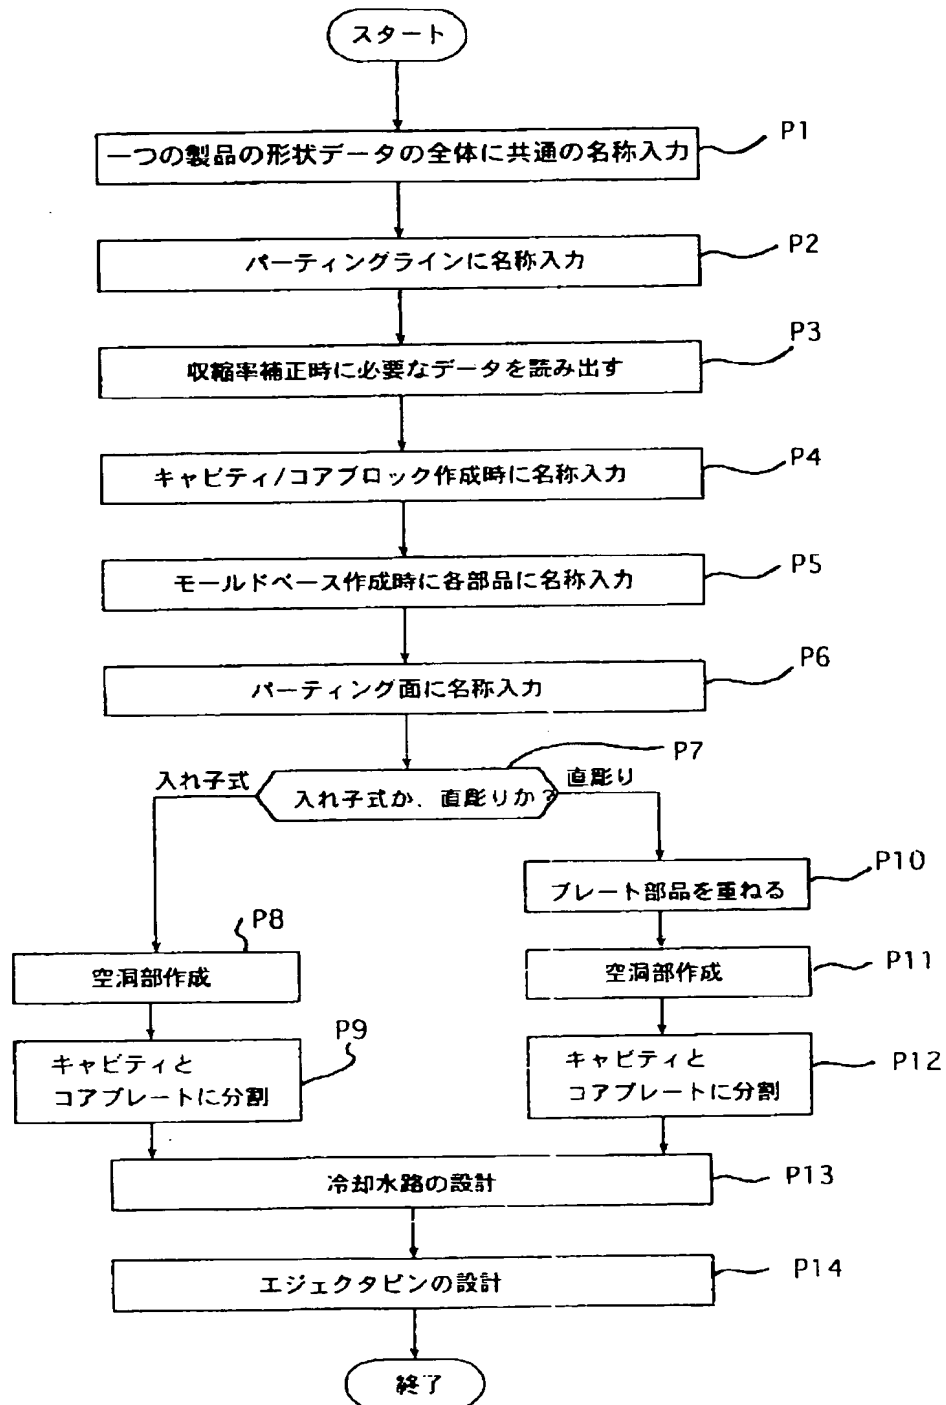 スタート
一つの製品の形状データの全体に共通の名称入力
P1
パーティングラインに名称入力
P2
収縮率補正時に必要なデータを読み出す
P3
キャビティ/コアブロック作成時に名称入力
P4
モールドベース作成時に各部品に名称入力
P5
パーティング面に名称入力
P6
P7
入れ子式
入れ子式か、直彫りか?
直彫り
P10
プレート部品を重ねる
P8
空洞部作成
空洞部作成
P11
P9
キャビティと
コアプレートに分割
キャビティと
コアプレートに分割
P12
冷却水路の設計
P13
エジェクタピンの設計
P14
終了